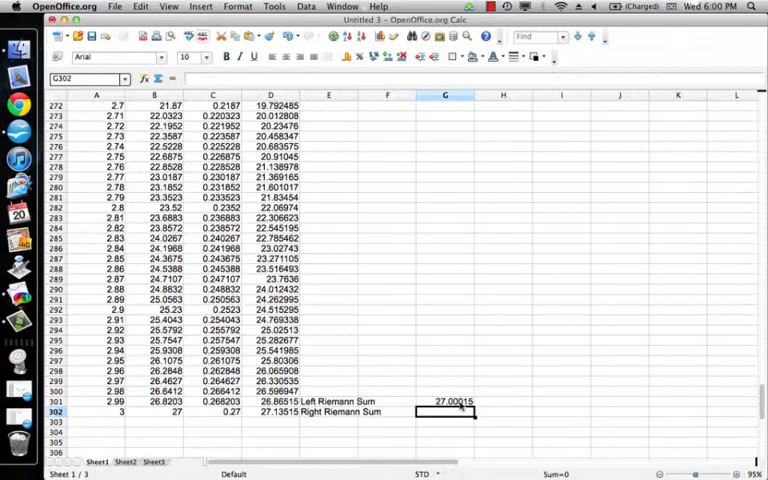 OpenOffice.org File Edit View Insert Format Tools Data Window Help (Charged) Wed 6:00 PM
Untitled 3 - OpenOffice.org Calc
Find
Arial 10
G302 =
A B C D E F G H I J K L
272 2.7 21.87 0.2187 19.792485
273 2.71 22.0323 0.220323 20.012808
274 2.72 22.1952 0.221952 20.23476
275 2.73 22.3587 0.223587 20.458347
276 2.74 22.5228 0.225228 20.683575
277 2.75 22.6875 0.226875 20.91045
278 2.76 22.8528 0.228528 21.138978
279 2.77 23.0187 0.230187 21.369165
280 2.78 23.1852 0.231852 21.601017
281 2.79 23.3523 0.233523 21.83454
282 2.8 23.52 0.2352 22.06974
283 2.81 23.6883 0.236883 22.306623
284 2.82 23.8572 0.238572 22.545195
285 2.83 24.0267 0.240267 22.785462
286 2.84 24.1968 0.241968 23.02743
287 2.85 24.3675 0.243675 23.271105
288 2.86 24.5388 0.245388 23.516493
289 2.87 24.7107 0.247107 23.7636
290 2.88 24.8832 0.248832 24.012432
291 2.89 25.0563 0.250563 24.262995
292 2.9 25.23 0.2523 24.515295
293 2.91 25.4043 0.254043 24.769338
294 2.92 25.5792 0.255792 25.02513
295 2.93 25.7547 0.257547 25.282677
296 2.94 25.9308 0.259308 25.541985
297 2.95 26.1075 0.261075 25.80306
298 2.96 26.2848 0.262848 26.065908
299 2.97 26.4627 0.264627 26.330535
300 2.98 26.6412 0.266412 26.596947
301 2.99 26.8203 0.268203 26.86515 Left Riemann Sum 27.00015
302 3 27 0.27 27.13515 Right Riemann Sum
303
304
305
306
Sheet1 Sheet2 Sheet3
Sheet 1 / 3 Default STD * Sum=0 95%